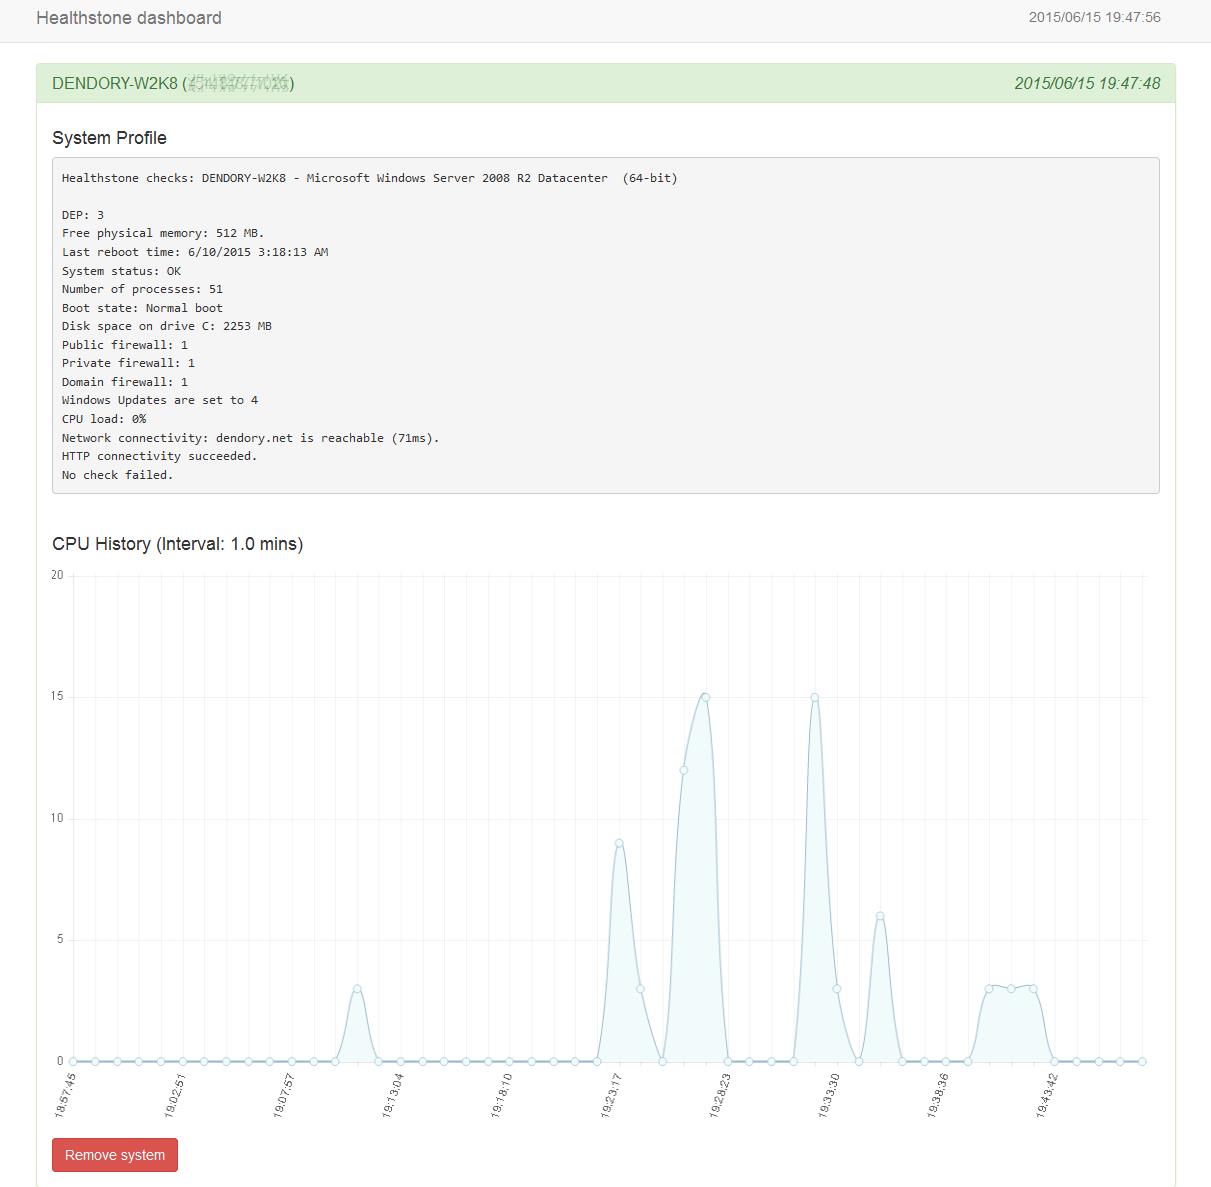 Healthstone dashboard 2015/06/15 19:47:56
DENDORY-W2K8 ( ) 2015/06/15 19:47:48
System Profile
Healthstone checks: DENDORY-W2K8 - Microsoft Windows Server 2008 R2 Datacenter (64-bit)
DEP: 3
Free physical memory: 512 MB.
Last reboot time: 6/10/2015 3:18:13 AM
System status: OK
Number of processes: 51
Boot state: Normal boot
Disk space on drive C: 2253 MB
Public firewall: 1
Private firewall: 1
Domain firewall: 1
Windows Updates are set to 4
CPU load: 0%
Network connectivity: dendory.net is reachable (71ms).
HTTP connectivity succeeded.
No check failed.
CPU History (Interval: 1.0 mins)
20
15
10
5
0
18:57:45 19:02:51 19:07:57 19:13:04 19:18:10 19:23:17 19:28:23 19:33:30 19:38:36 19:43:42
Remove system